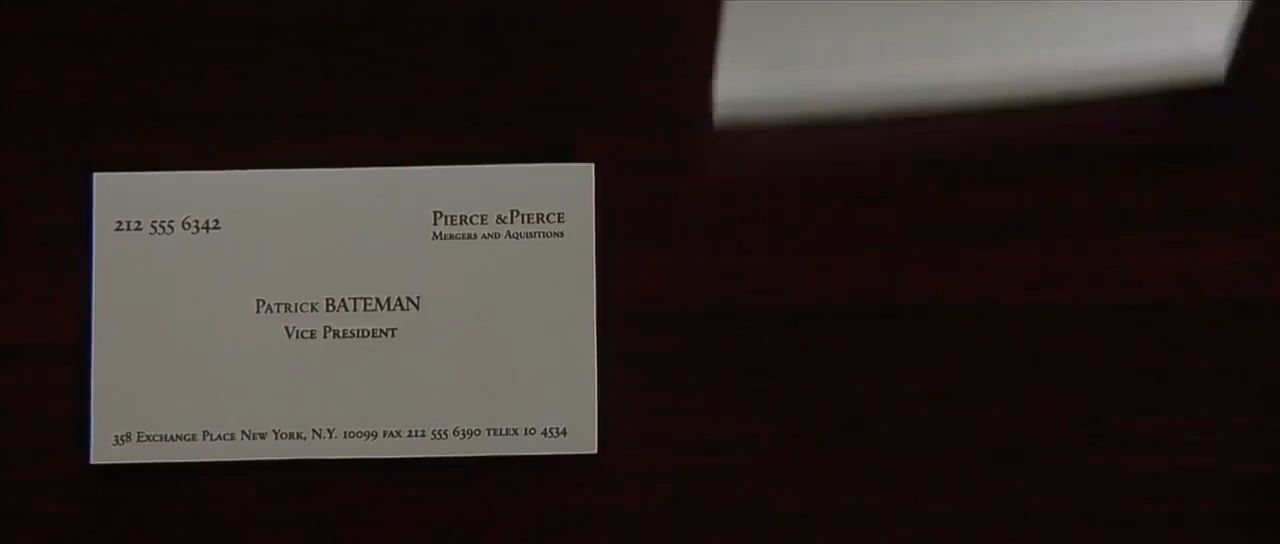 212 555 6342
PIERCE &PIERCE
MERGERS AND AQUISITIONS
PATRICK BATEMAN
VICE PRESIDENT
358 EXCHANGE PLACE NEW YORK, N.Y. 10099 FAX 212 555 6390 TELEX 10 4534